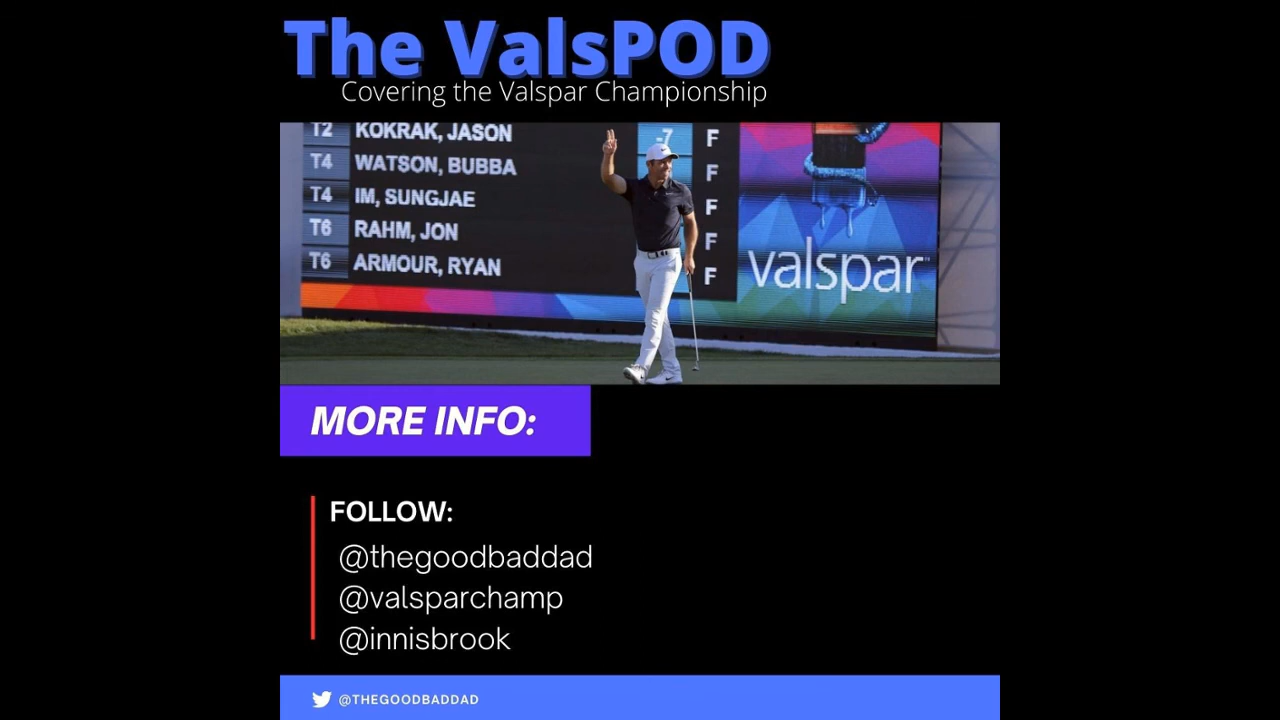 The ValsPOD
Covering the Valspar Championship
T2 KOKRAK, JASON -7 F
T4 WATSON, BUBBA F
T4 IM, SUNGJAE F
T6 RAHM, JON F
T6 ARMOUR, RYAN F
valspar
MORE INFO:
FOLLOW:
@thegoodbaddad
@valsparchamp
@innisbrook
@THEGOODBADDAD